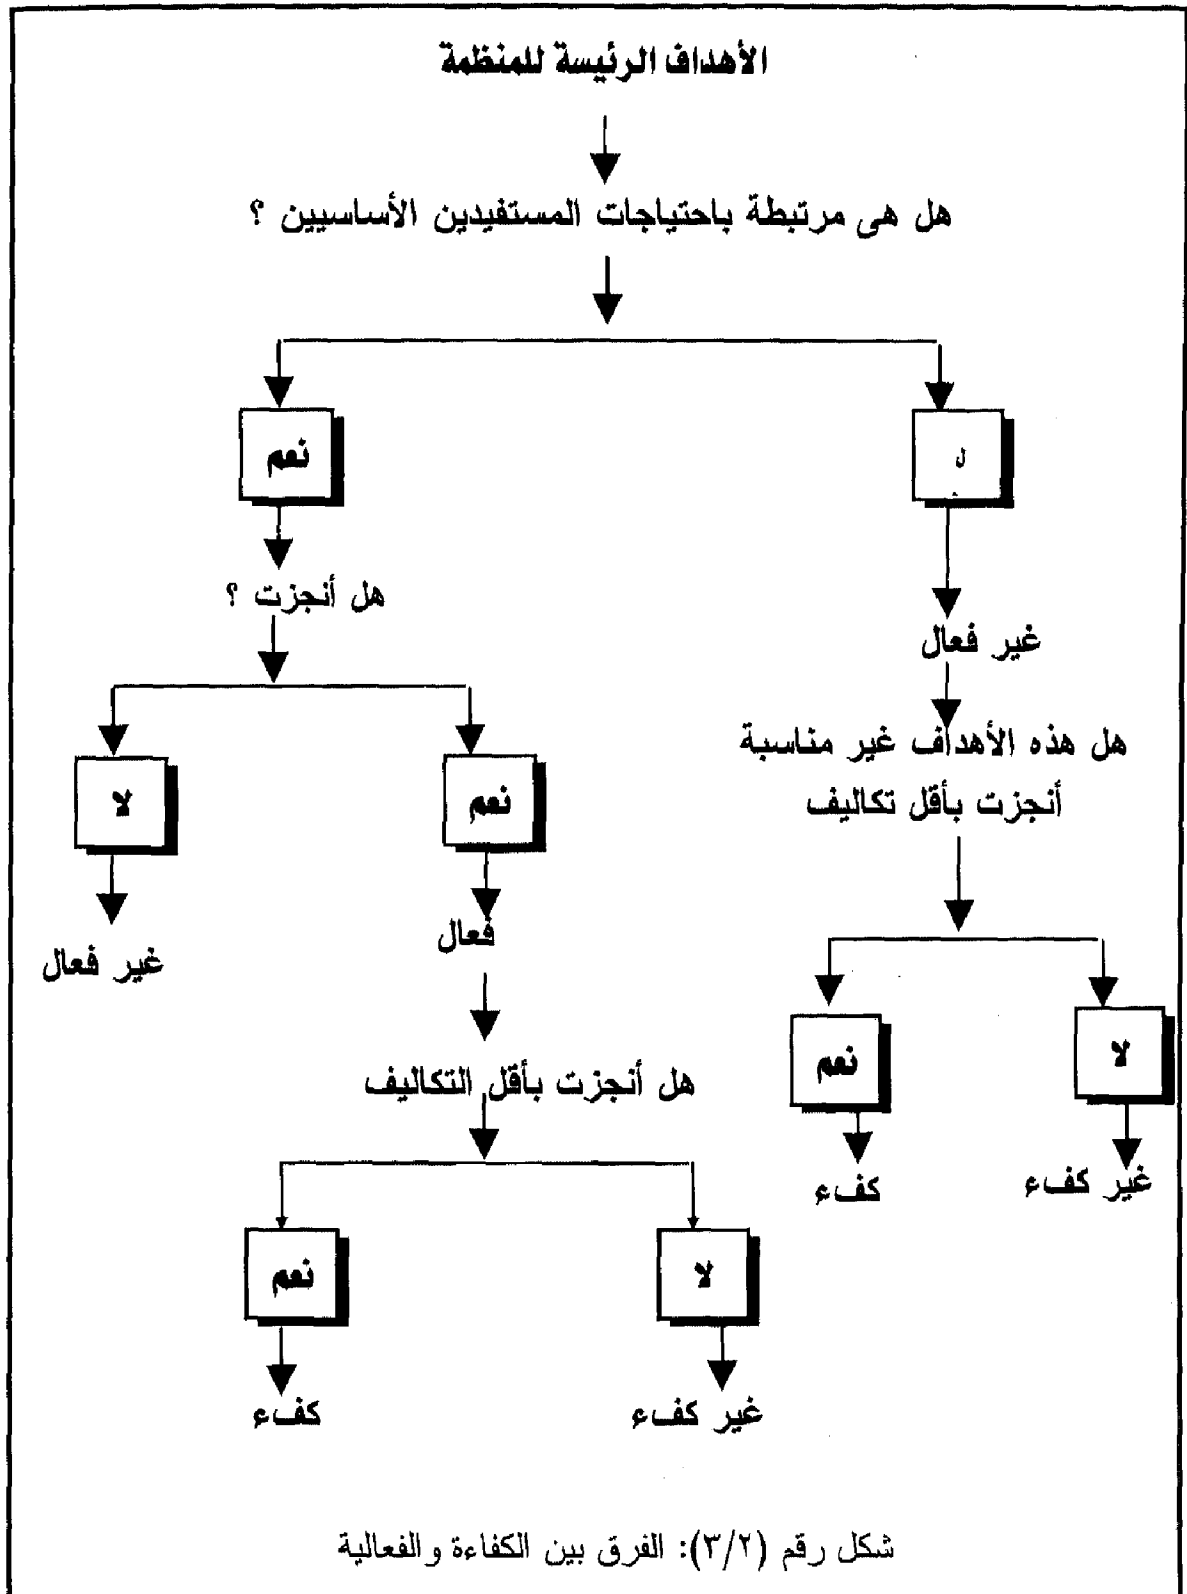 الأهداف الرئيسة للمنظمة
هل هى مرتبطة باحتياجات المستفيدين الأساسيين ؟
نعم
هل أنجزت ؟
غير فعال
هل هذه الأهداف غير مناسبة
أنجزت بأقل تكاليف
لا
نعم
فعال
غير فعال
نعم
لا
هل أنجزت بأقل التكاليف
كفء
غير كفء
نعم
لا
كفء
غير كفء
شكل رقم (٣/٢): الفرق بين الكفاءة والفعالية